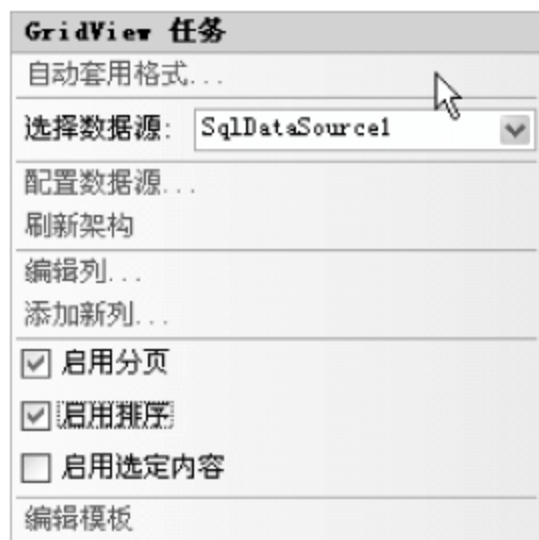 GridView 任务
自动套用格式...
选择数据源: SqlDataSource1
配置数据源...
刷新架构
编辑列...
添加新列...
启用分页
启用排序
启用选定内容
编辑模板